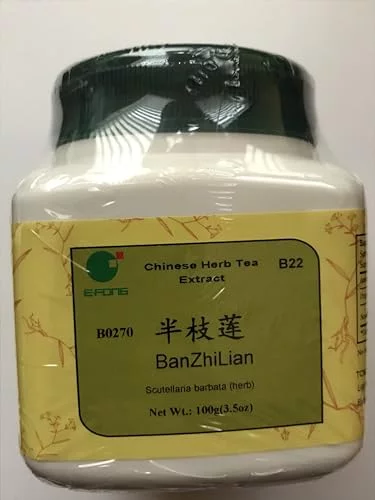 Chinese Herb Tea
Extract
B22
E-FONG
B0270
半枝莲
BanZhiLian
Scutellaria barbata (herb)
Net Wt.: 100g(3.5oz)